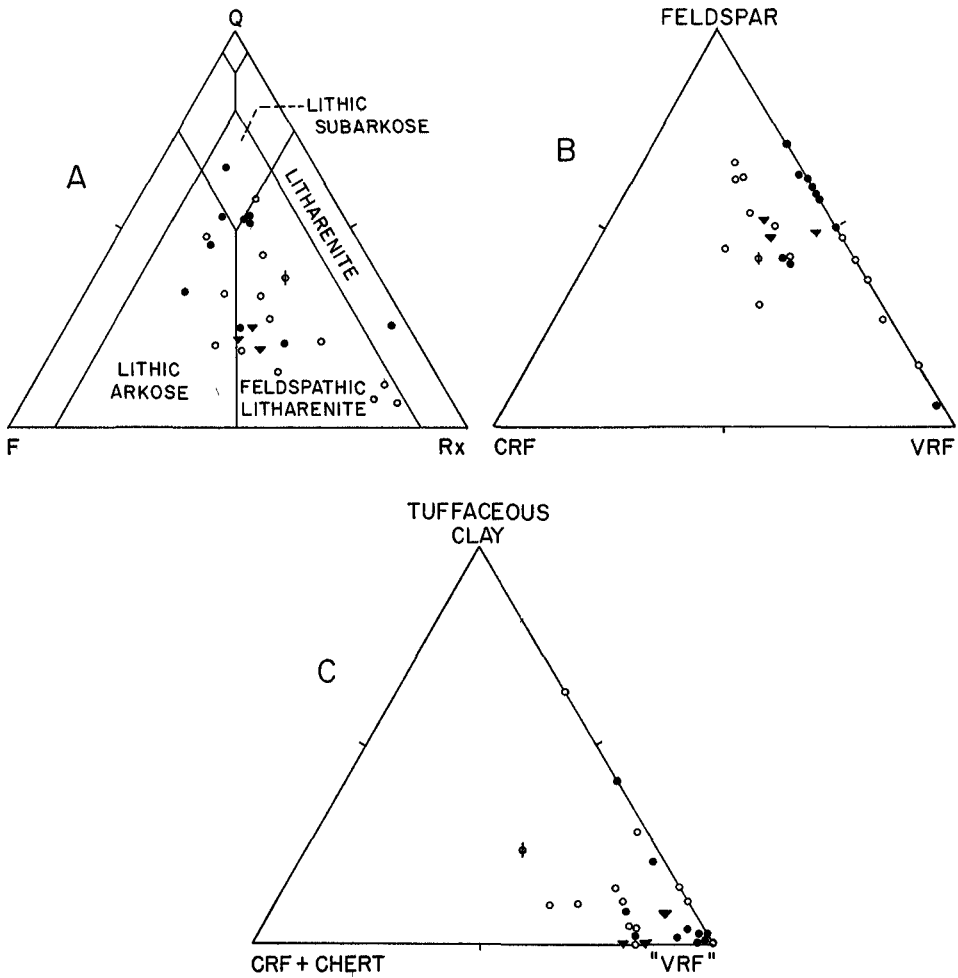 Q
FELDSPAR
LITHIC
SUBARKOSE
A
B
LITHARENITE
LITHIC
ARKOSE
FELDSPATHIC
LITHARENITE
F
Rx
CRF
VRF
TUFFACEOUS
CLAY
C
CRF + CHERT
"VRF"